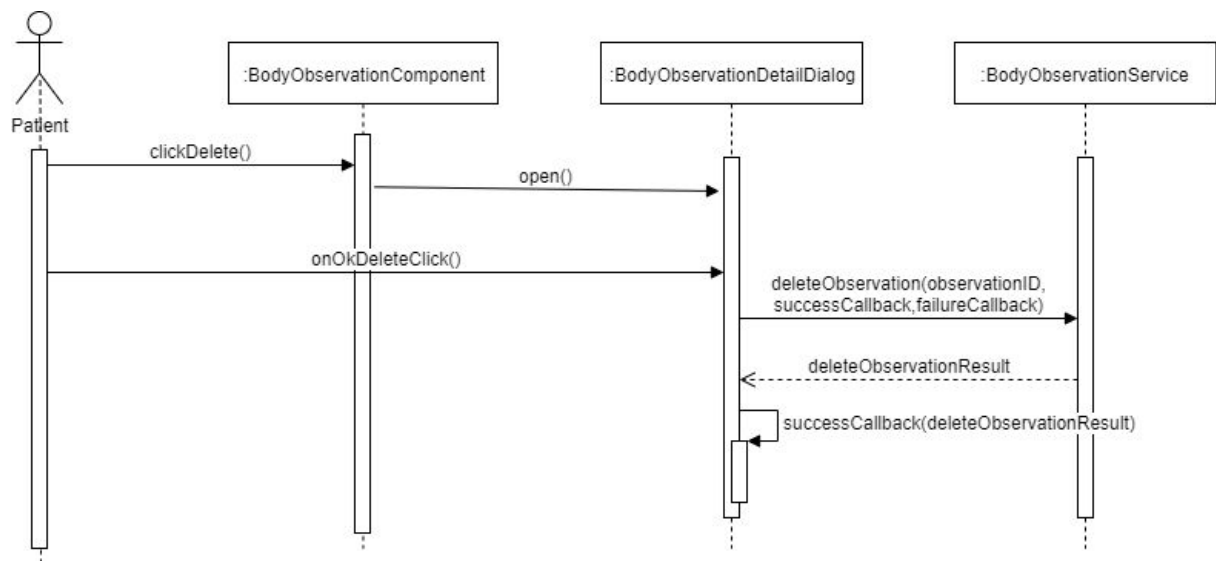 :BodyObservationComponent
:BodyObservationDetailDialog
:BodyObservationService
Patient
clickDelete()
open()
onOkDeleteClick()
deleteObservation(observationID,
successCallback,failureCallback)
deleteObservationResult
successCallback(deleteObservationResult)